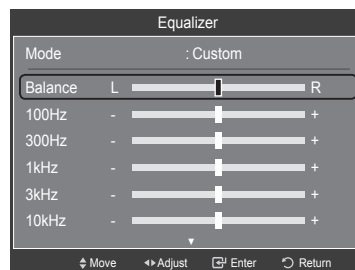 Equalizer
Mode : Custom
Balance L R
100Hz - +
300Hz - +
1kHz - +
3kHz - +
10kHz - +
Move Adjust Enter Return